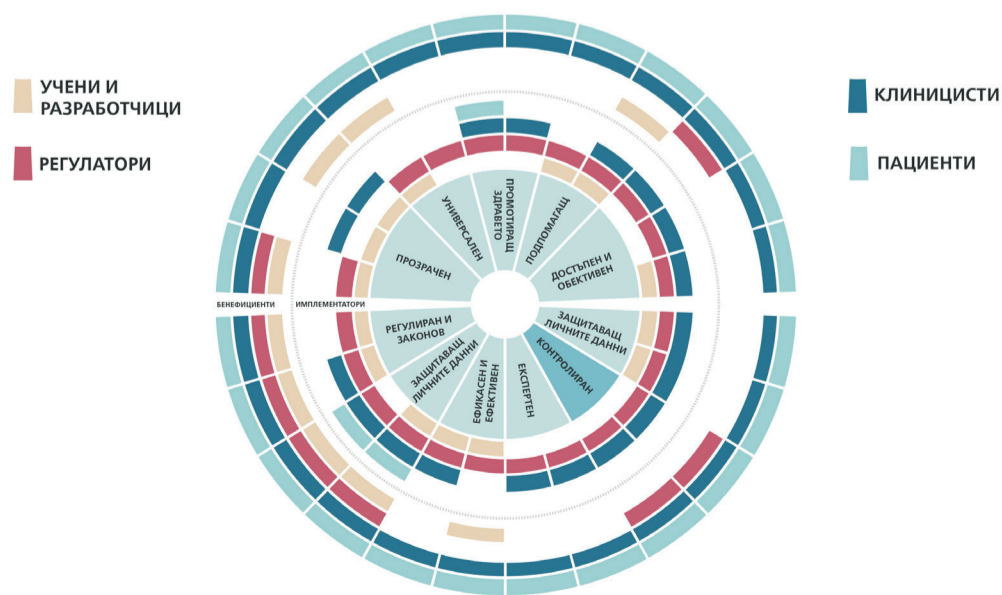 УЧЕНИ И
РАЗРАБОТЧИЦИ
РЕГУЛАТОРИ
КЛИНИЦИСТИ
ПАЦИЕНТИ
ПРОЗРАЧЕН
УНИВЕРСАЛЕН
ПРОМОТИРАЩ
ЗДРАВЕТО
ПОДПОМАГАЩ
ДОСТЪПЕН И
ОБЕКТИВЕН
БЕНЕФИЦИЕНТИ
ИМПЛЕМЕНТАТОРИ
РЕГУЛИРАН И
ЗАКОНОВ
ЗАЩИТАВАЩ
ЛИЧНИТЕ ДАННИ
ЕФИКАСЕН И
ЕФЕКТИВЕН
ЕКСПЕРТЕН
КОНТРОЛИРАН
ЗАЩИТАВАЩ
ЛИЧНИТЕ ДАННИ